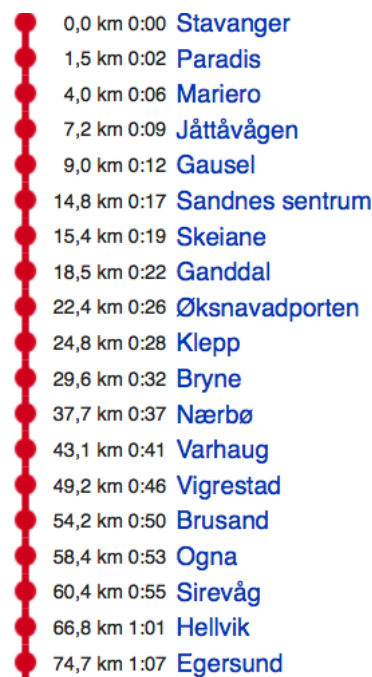 0,0 km 0:00 Stavanger
1,5 km 0:02 Paradis
4,0 km 0:06 Mariero
7,2 km 0:09 Jåttåvågen
9,0 km 0:12 Gausel
14,8 km 0:17 Sandnes sentrum
15,4 km 0:19 Skeiane
18,5 km 0:22 Ganddal
22,4 km 0:26 Øksnavadporten
24,8 km 0:28 Klepp
29,6 km 0:32 Bryne
37,7 km 0:37 Nærbø
43,1 km 0:41 Varhaug
49,2 km 0:46 Vigrestad
54,2 km 0:50 Brusand
58,4 km 0:53 Ogna
60,4 km 0:55 Sirevåg
66,8 km 1:01 Hellvik
74,7 km 1:07 Egersund